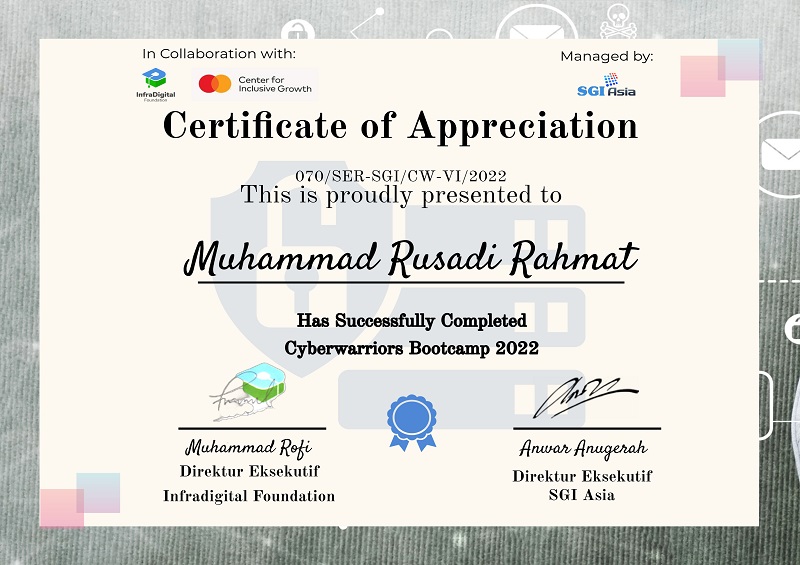 In Collaboration with:
Managed by:
InfraDigital
Foundation
Center for
Inclusive Growth
SGI Asia
Certificate of Appreciation
070/SER-SGI/CW-VI/2022
This is proudly presented to
Muhammad Rusadi Rahmat
Has Successfully Completed
Cyberwarriors Bootcamp 2022
Muhammad Rofi
Direktur Eksekutif
Infradigital Foundation
Anwar Anugerah
Direktur Eksekutif
SGI Asia